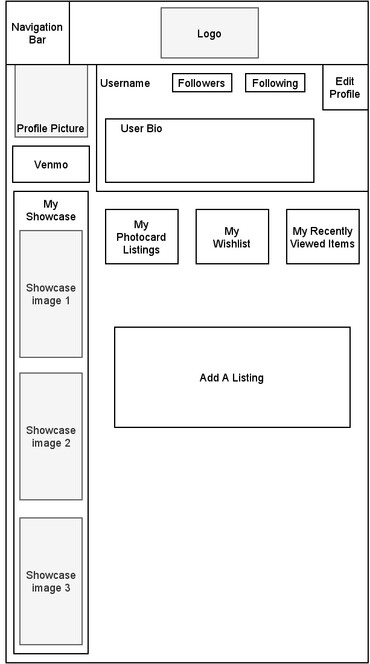 Navigation
Bar
Logo
Username
Followers
Following
Edit
Profile
Profile Picture
User Bio
Venmo
My
Showcase
My
Photocard
Listings
My
Wishlist
My Recently
Viewed Items
Showcase
image 1
Add A Listing
Showcase
image 2
Showcase
image 3